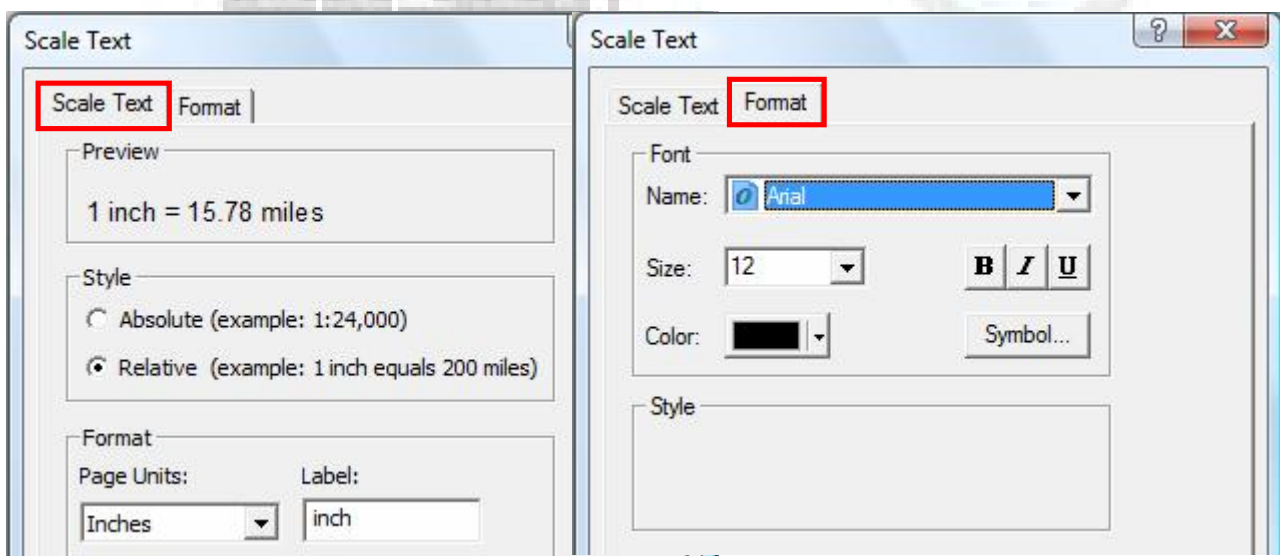 Scale Text
Scale Text Format
Preview
1 inch = 15.78 miles
Style
Absolute (example: 1:24,000)
Relative (example: 1 inch equals 200 miles)
Format
Page Units: Label:
Inches inch
Scale Text
Scale Text Format
Font
Name: Arial
Size: 12 B I U
Color: Symbol...
Style